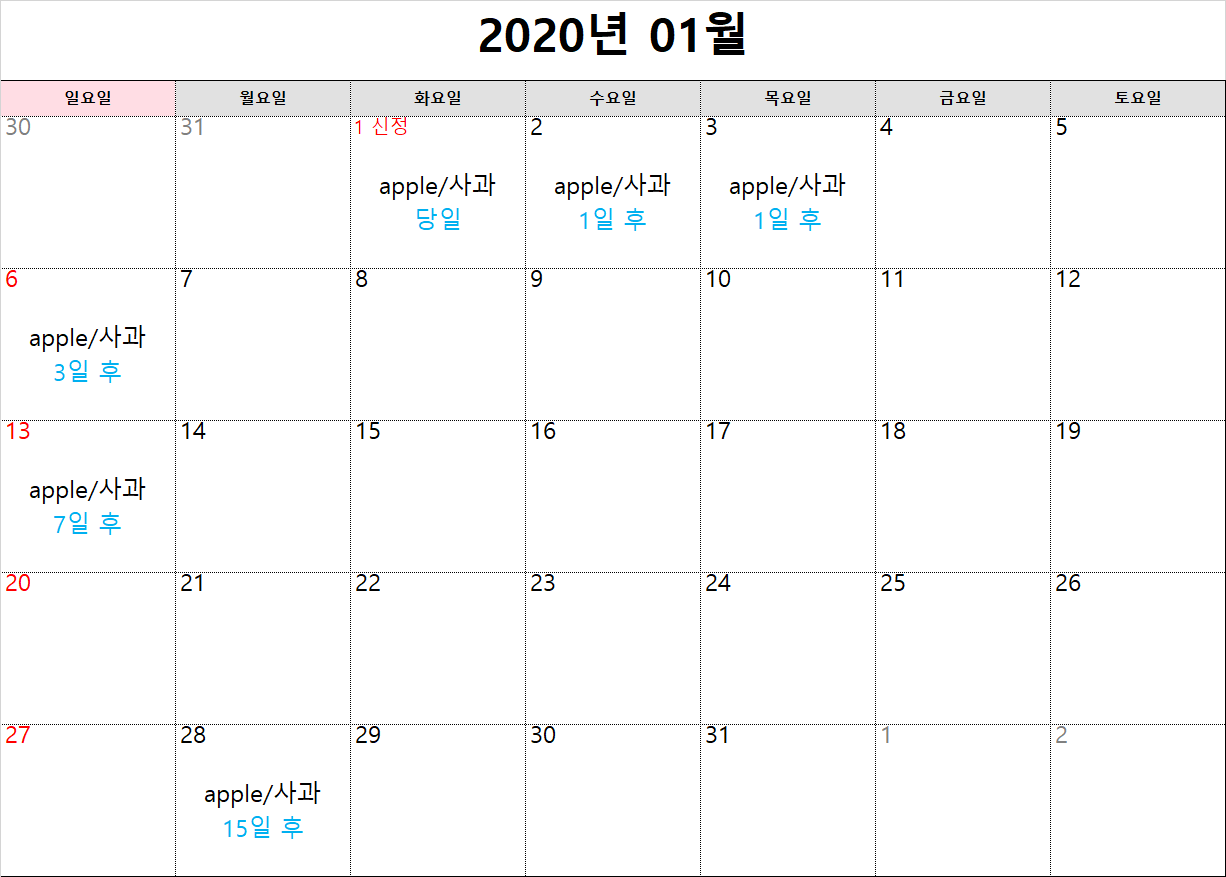 2020년 01월
일요일 월요일 화요일 수요일 목요일 금요일 토요일
30 31 1 신정 2 3 4 5
apple/사과 apple/사과 apple/사과
당일 1일 후 1일 후
6 7 8 9 10 11 12
apple/사과
3일 후
13 14 15 16 17 18 19
apple/사과
7일 후
20 21 22 23 24 25 26
27 28 29 30 31 1 2
apple/사과
15일 후